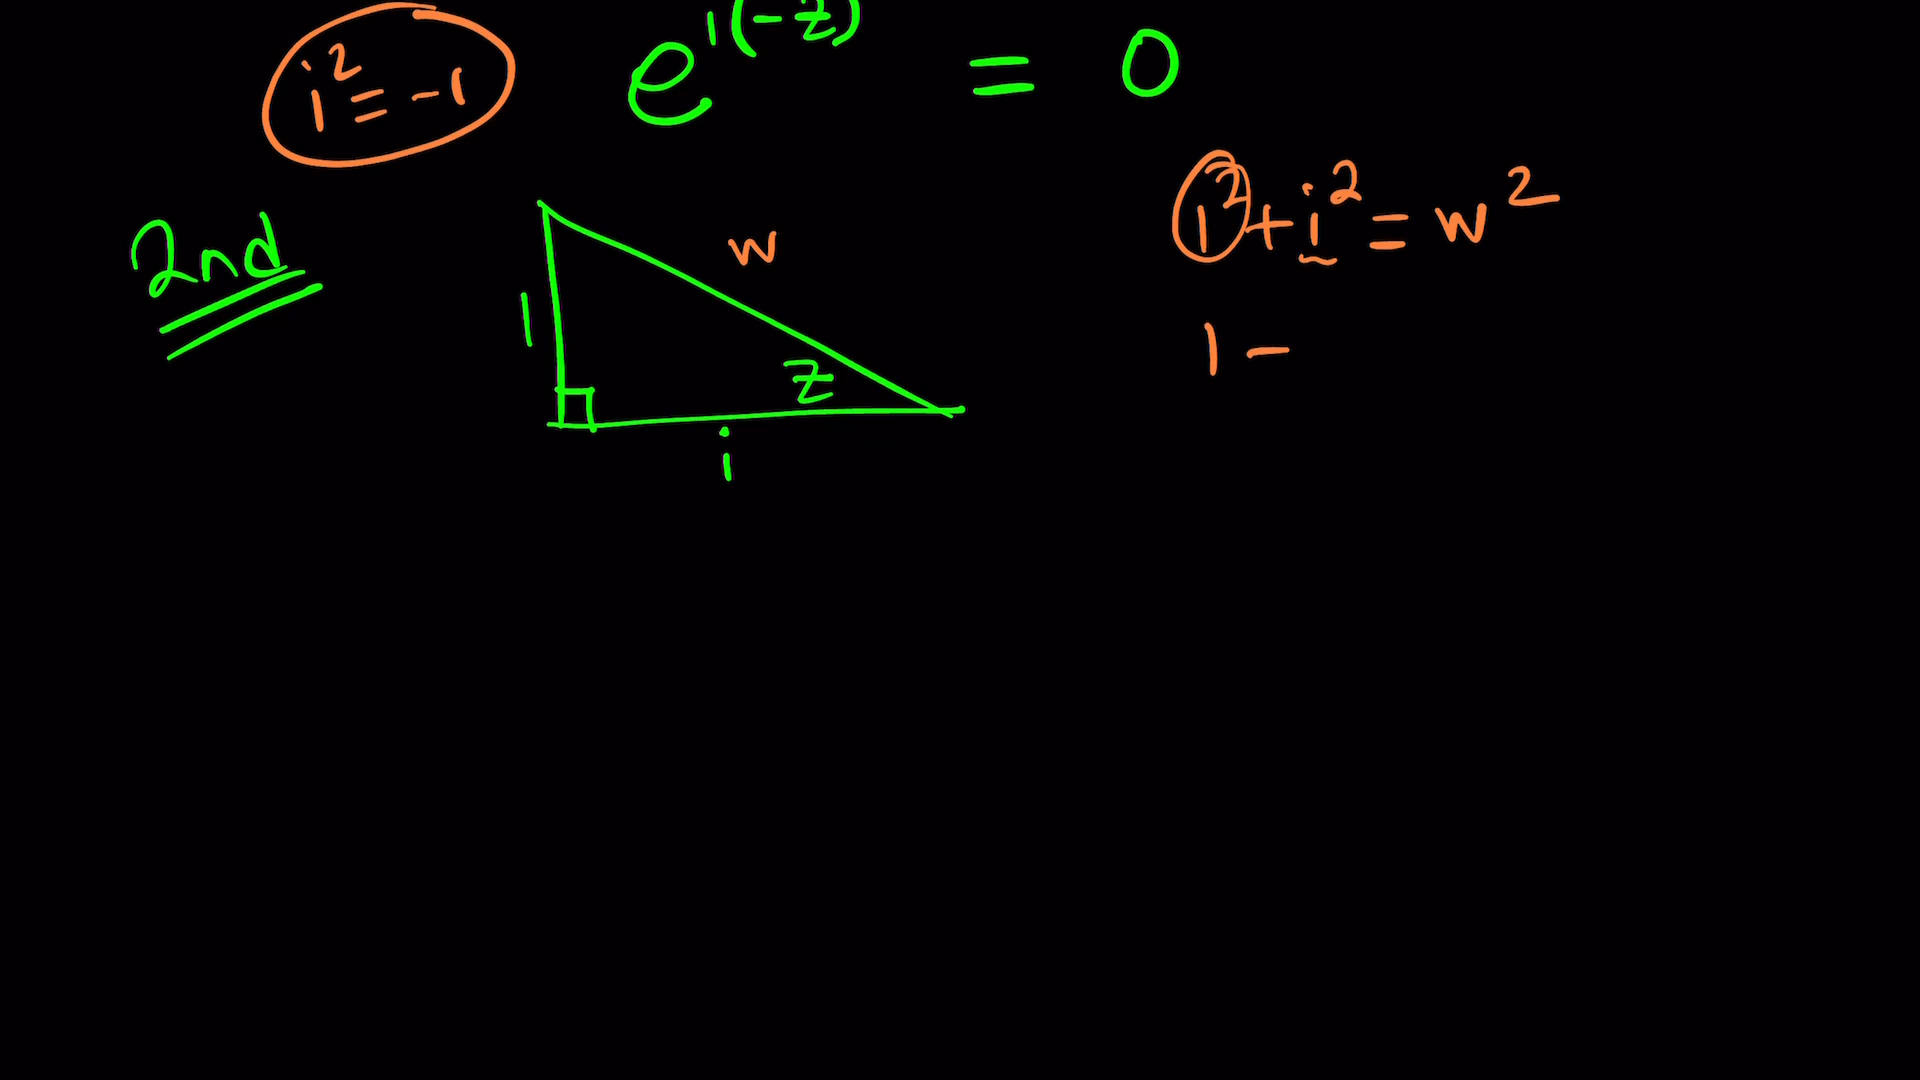 i² = -1
e^{i(-z)} = 0
2nd
w
1
z
i
1² + i² = w²
1 -